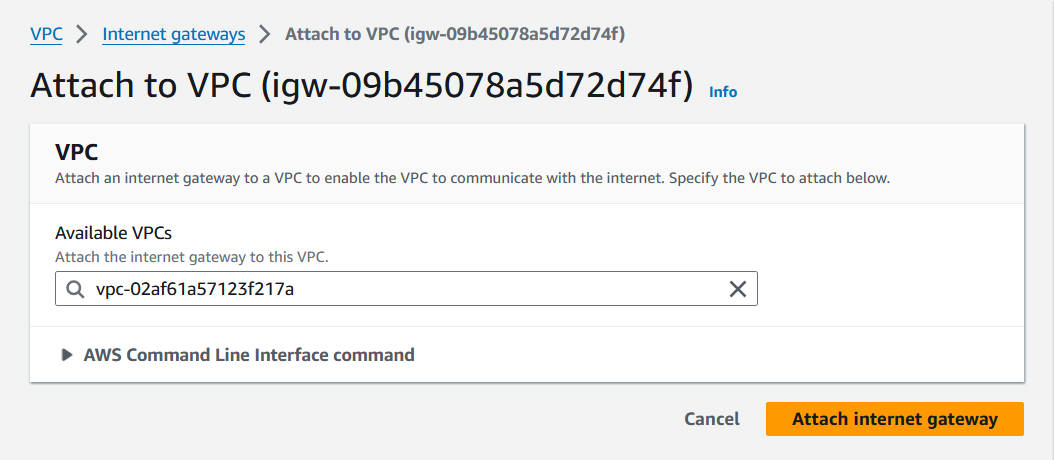 VPC > Internet gateways > Attach to VPC (igw-09b45078a5d72d74f)
Attach to VPC (igw-09b45078a5d72d74f) Info
VPC
Attach an internet gateway to a VPC to enable the VPC to communicate with the internet. Specify the VPC to attach below.
Available VPCs
Attach the internet gateway to this VPC.
vpc-02af61a57123f217a
AWS Command Line Interface command
Cancel Attach internet gateway